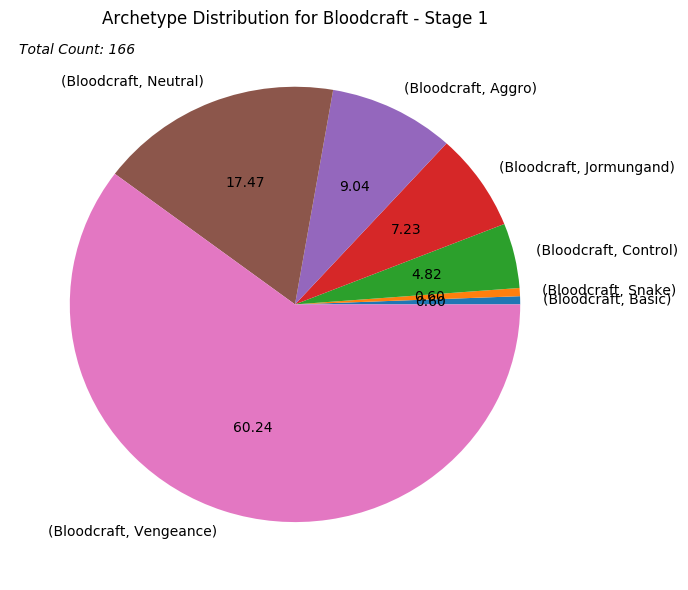 Archetype Distribution for Bloodcraft - Stage 1
Total Count: 166
(Bloodcraft, Neutral)
(Bloodcraft, Aggro)
(Bloodcraft, Jormungand)
17.47
9.04
7.23
(Bloodcraft, Control)
4.82
(Bloodcraft, Snake)
0.60
(Bloodcraft, Basic)
0.60
60.24
(Bloodcraft, Vengeance)